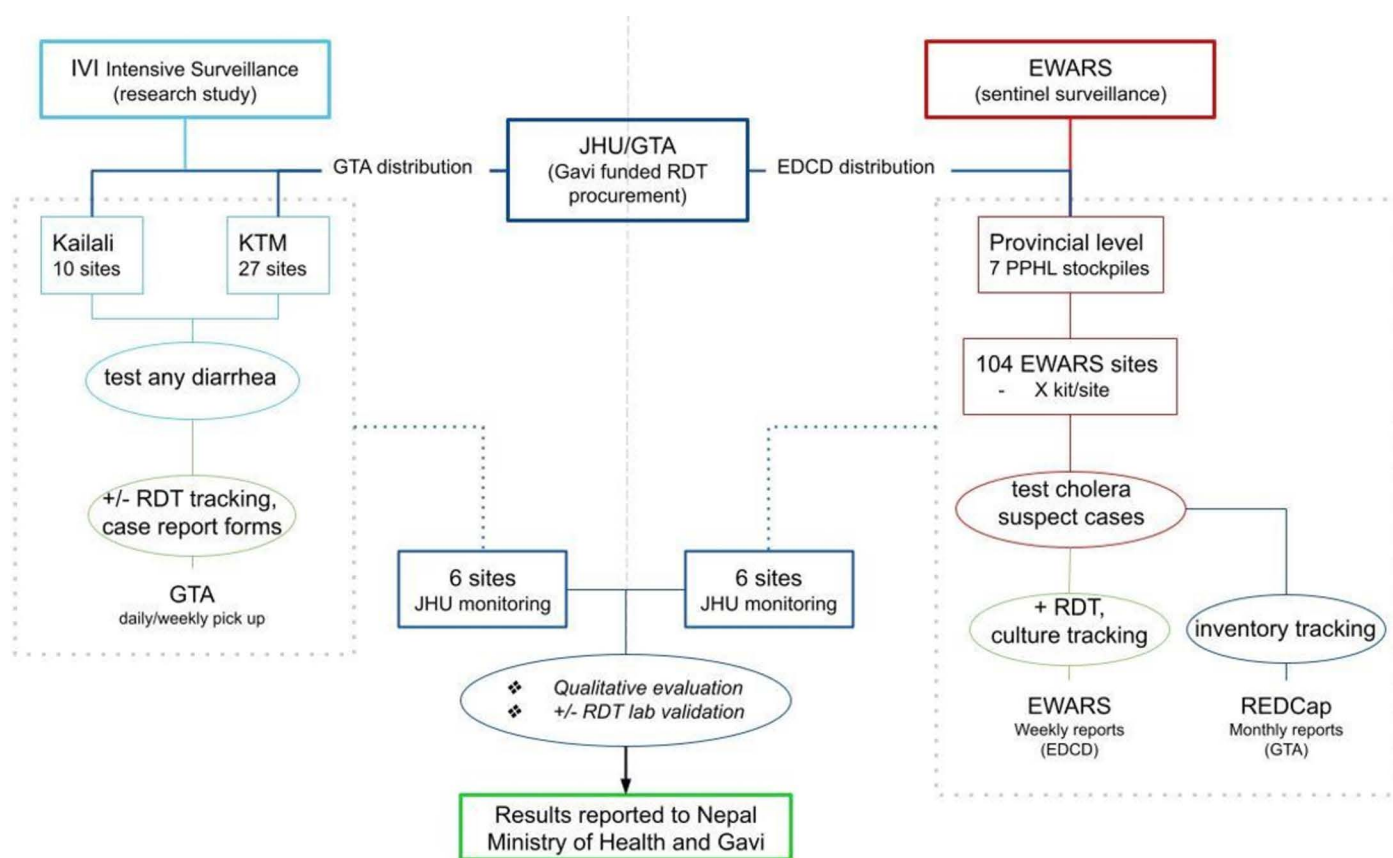 IVI Intensive Surveillance
(research study)
EWARS
(sentinel surveillance)
JHU/GTA
(Gavi funded RDT
procurement)
GTA distribution
EDCD distribution
Kailali
10 sites
KTM
27 sites
Provincial level
7 PPHL stockpiles
test any diarrhea
104 EWARS sites
- X kit/site
+/- RDT tracking,
case report forms
test cholera
suspect cases
GTA
daily/weekly pick up
6 sites
JHU monitoring
6 sites
JHU monitoring
+ RDT,
culture tracking
inventory tracking
❖ Qualitative evaluation
❖ +/- RDT lab validation
EWARS
Weekly reports
(EDCD)
REDCap
Monthly reports
(GTA)
Results reported to Nepal
Ministry of Health and Gavi